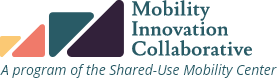 Mobility
Innovation
Collaborative
A program of the Shared-Use Mobility Center